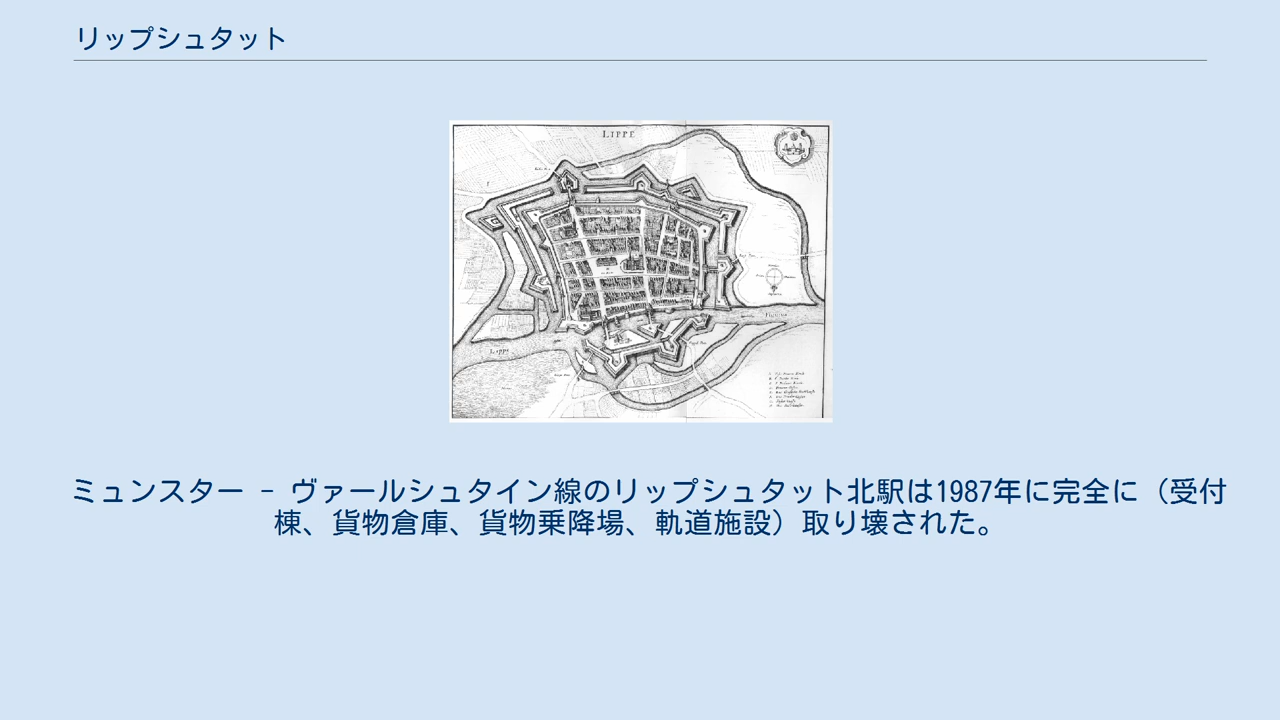 リップシュタット
LIPPE
LIPPE
ミュンスター － ヴァールシュタイン線のリップシュタット北駅は1987年に完全に（受付
棟、貨物倉庫、貨物乗降場、軌道施設）取り壊された。